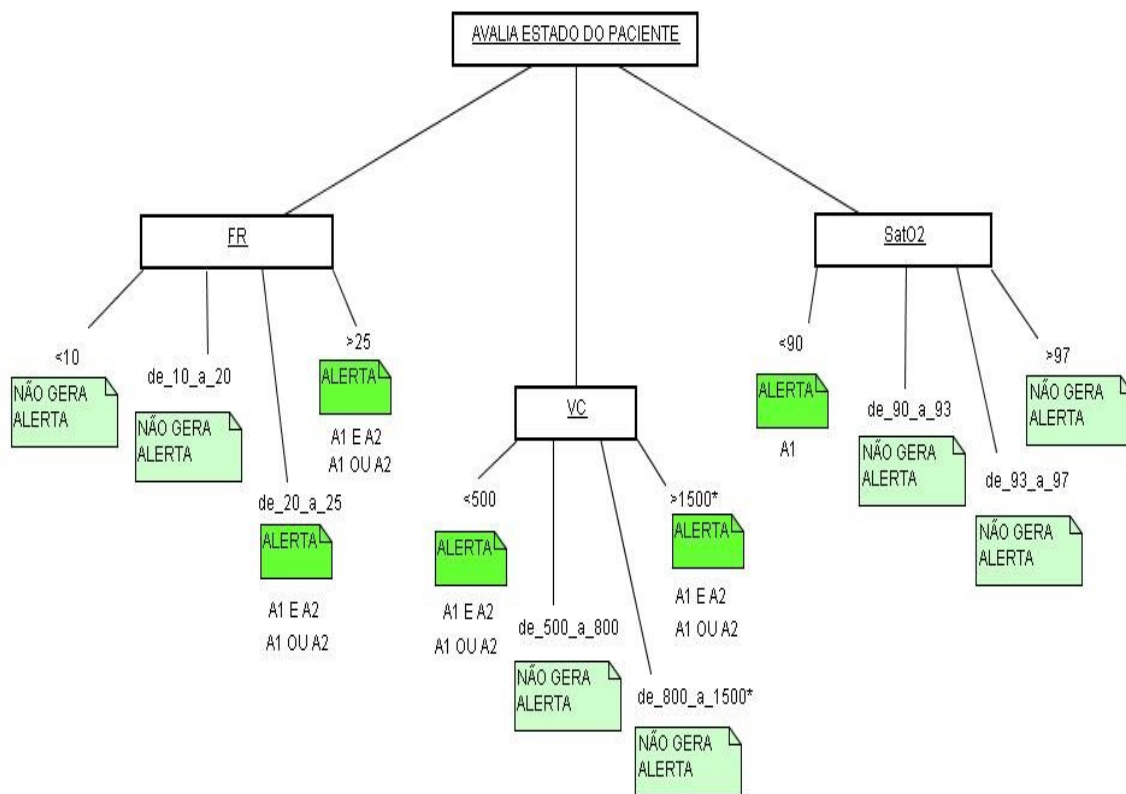 AVALIA ESTADO DO PACIENTE
FR
<10
NÃO GERA
ALERTA
de_10_a_20
NÃO GERA
ALERTA
de_20_a_25
ALERTA
A1 E A2
A1 OU A2
>25
ALERTA
A1 E A2
A1 OU A2
VC
<500
ALERTA
A1 E A2
A1 OU A2
de_500_a_800
NÃO GERA
ALERTA
de_800_a_1500*
NÃO GERA
ALERTA
>1500*
ALERTA
A1 E A2
A1 OU A2
SatO2
<90
ALERTA
A1
de_90_a_93
NÃO GERA
ALERTA
de_93_a_97
NÃO GERA
ALERTA
>97
NÃO GERA
ALERTA